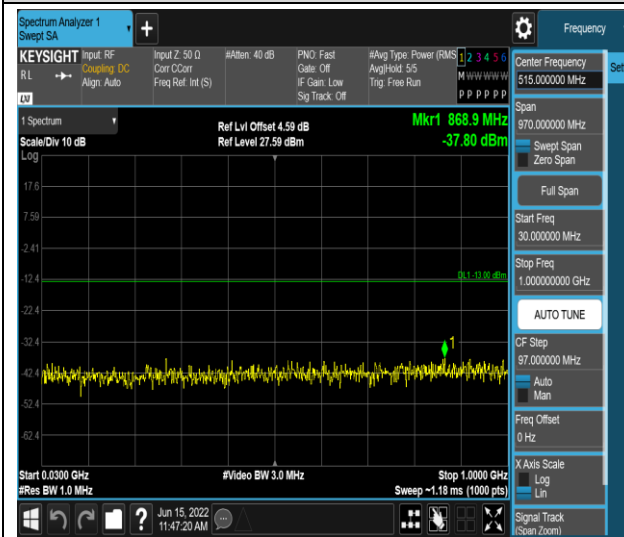 Spectrum Analyzer 1
Swept SA
+
Frequency
KEYSIGHT
RL
LXI
Input: RF
Coupling: DC
Align: Auto
Input Z: 50 Ω
Corr CCorr
Freq Ref: Int (S)
#Atten: 40 dB
PNO: Fast
Gate: Off
IF Gain: Low
Sig Track: Off
#Avg Type: Power (RMS
Avg|Hold: 5/5
Trig: Free Run
1 2 3 4 5 6
M W W W W W
P P P P P P
1 Spectrum
Scale/Div 10 dB
Ref Lvl Offset 4.59 dB
Ref Level 27.59 dBm
Mkr1 868.9 MHz
-37.80 dBm
Log
17.6
7.59
-2.41
-12.4
-22.4
-32.4
-42.4
-52.4
-62.4
DL1 -13.00 dBm
1
Start 0.0300 GHz
#Res BW 1.0 MHz
#Video BW 3.0 MHz
Stop 1.0000 GHz
Sweep ~1.18 ms (1000 pts)
?
Jun 15, 2022
11:47:20 AM
Center Frequency
515.000000 MHz
Set
Span
970.000000 MHz
Swept Span
Zero Span
Full Span
Start Freq
30.000000 MHz
Stop Freq
1.000000000 GHz
AUTO TUNE
CF Step
97.000000 MHz
Auto
Man
Freq Offset
0 Hz
X Axis Scale
Log
Lin
Signal Track
(Span Zoom)